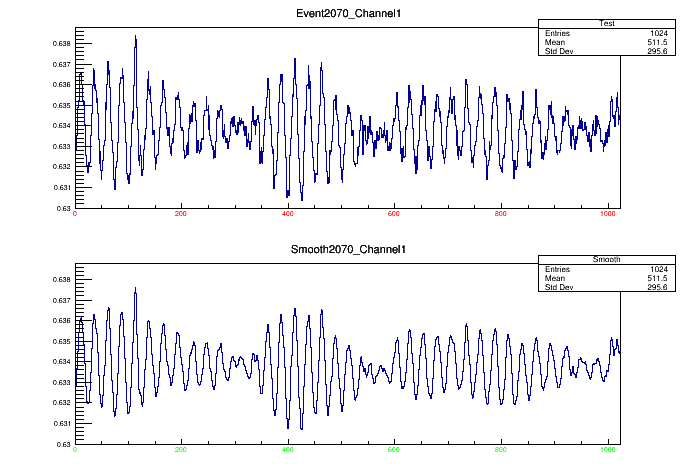 Event2070_Channel1
Test
Entries 1024
Mean 511.5
Std Dev 295.6
0.638
0.637
0.636
0.635
0.634
0.633
0.632
0.631
0.63
0 200 400 600 800 1000
Smooth2070_Channel1
Smooth
Entries 1024
Mean 511.5
Std Dev 295.6
0.638
0.637
0.636
0.635
0.634
0.633
0.632
0.631
0.63
0 200 400 600 800 1000